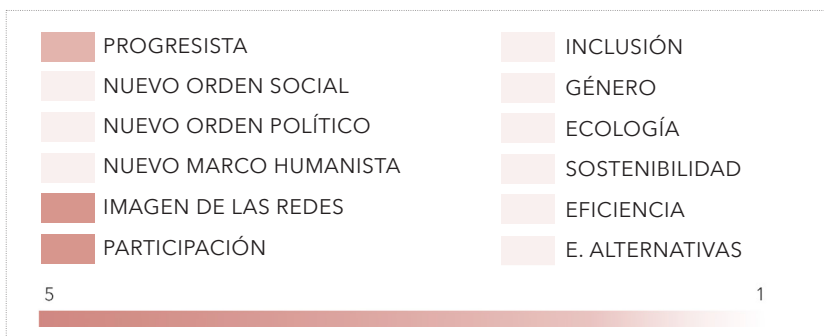 PROGRESISTA
NUEVO ORDEN SOCIAL
NUEVO ORDEN POLÍTICO
NUEVO MARCO HUMANISTA
IMAGEN DE LAS REDES
PARTICIPACIÓN
INCLUSIÓN
GÉNERO
ECOLOGÍA
SOSTENIBILIDAD
EFICIENCIA
E. ALTERNATIVAS
5
1